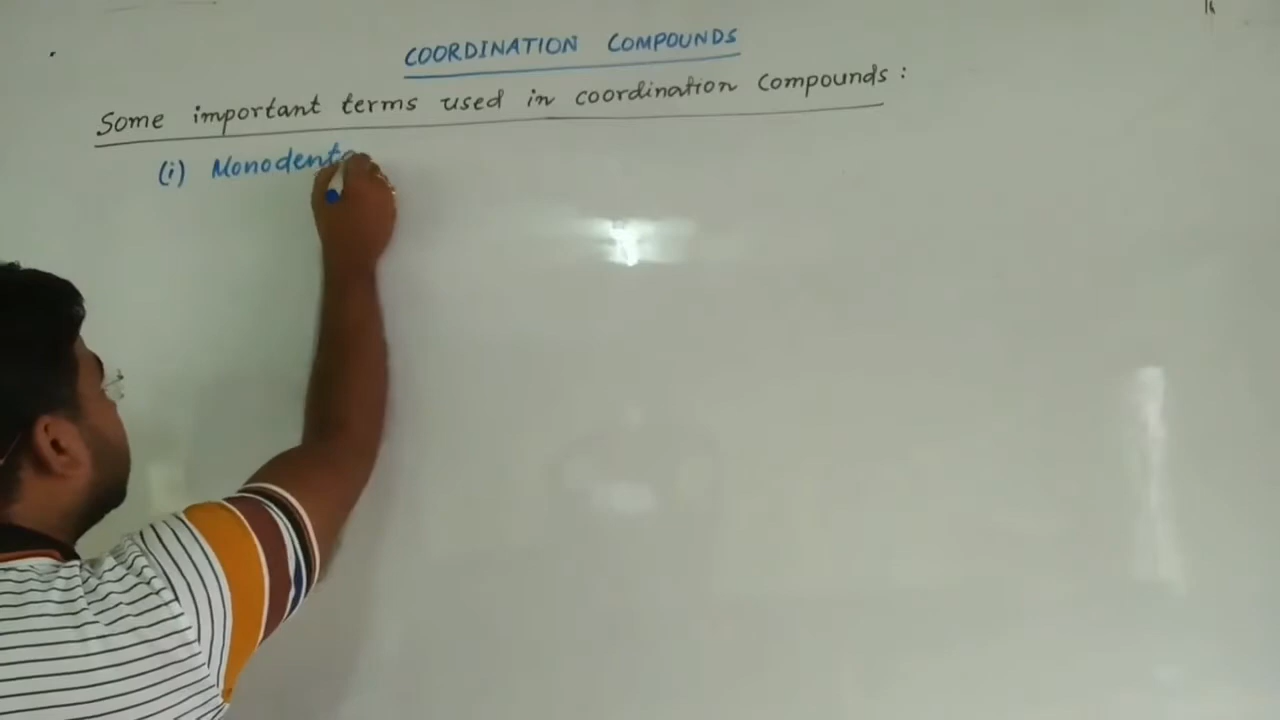 COORDINATION COMPOUNDS
Some important terms used in coordination compounds :
(i) Monodent